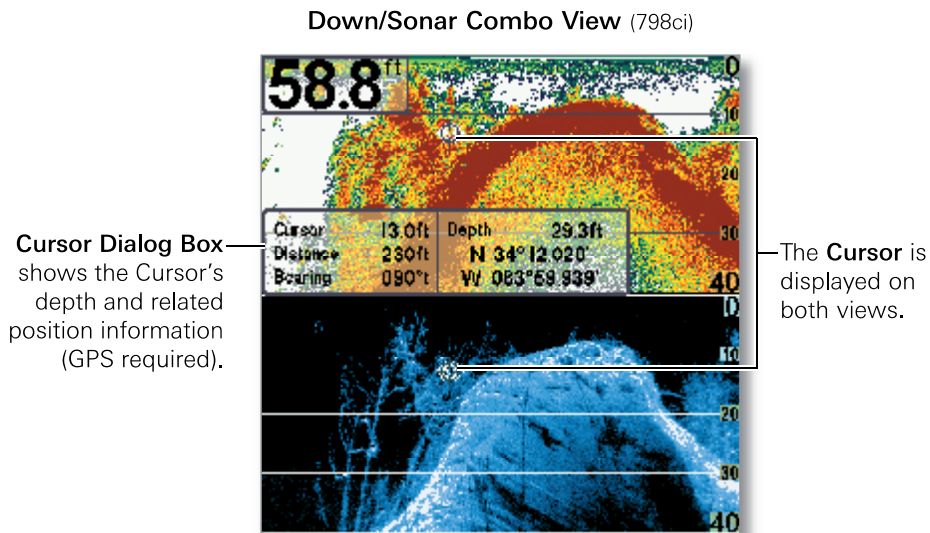 Down/Sonar Combo View (798ci)
58.8 ft
0
10
20
30
40
Cursor 13.0ft Depth 29.3ft
Distance 230ft N 34° 12.020'
Bearing 090°t W 083°59.939'
0
10
20
30
40
Cursor Dialog Box
shows the Cursor's
depth and related
position information
(GPS required).
The Cursor is
displayed on
both views.